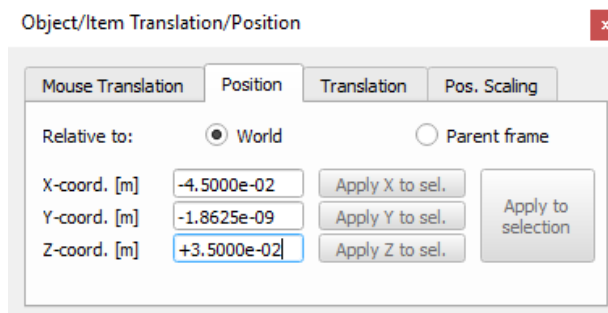 Object/Item Translation/Position
x
Mouse Translation Position Translation Pos. Scaling
Relative to: World Parent frame
X-coord. [m] -4.5000e-02 Apply X to sel.
Y-coord. [m] -1.8625e-09 Apply Y to sel.
Z-coord. [m] +3.5000e-02 Apply Z to sel.
Apply to
selection